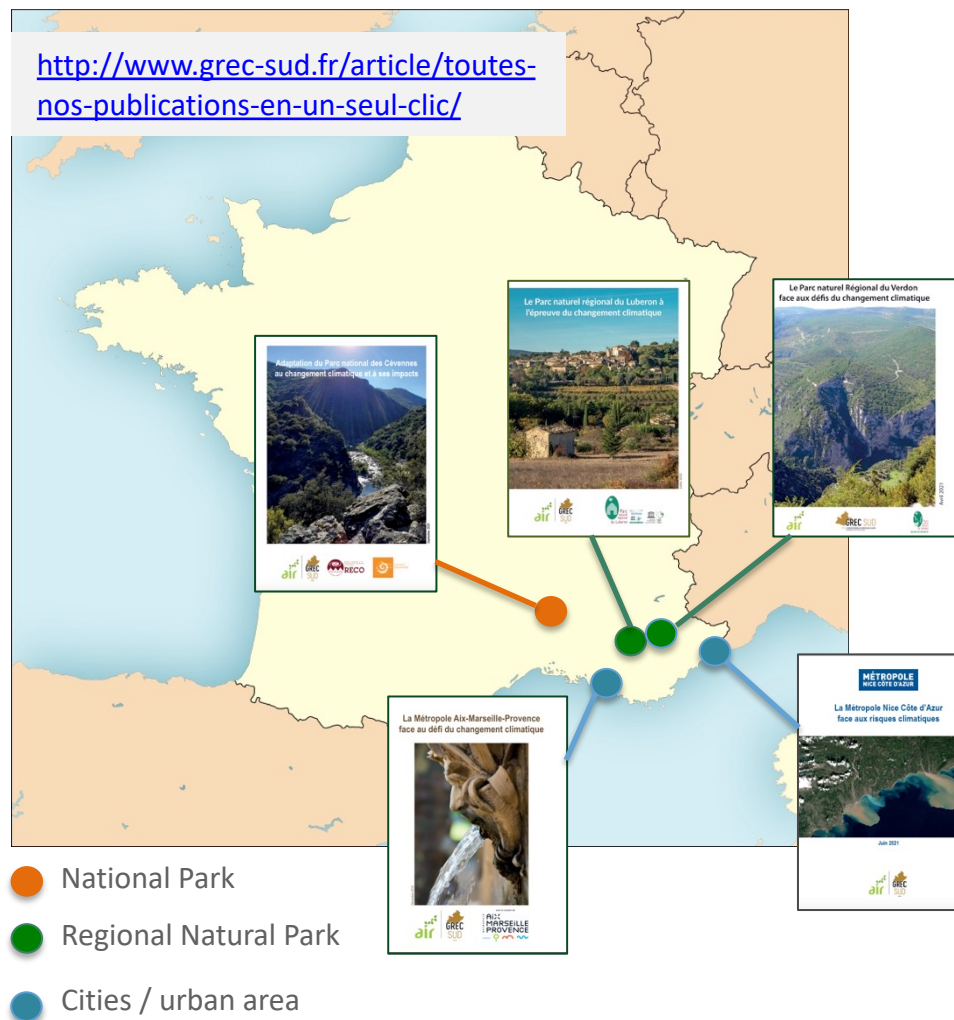 http://www.grec-sud.fr/article/toutes-
nos-publications-en-un-seul-clic/
Le Parc naturel Régional du Verdon
face aux défis du changement climatique
Avril 2021
air
GREC SUD
Le Parc naturel régional du Luberon à
l'épreuve du changement climatique
air
GREC
SUD
Adaptation du Parc national des Cévennes
au changement climatique et à ses impacts
air
GREC
SUD
RECO
MÉTROPOLE
NICE CÔTE D'AZUR
La Métropole Nice Côte d'Azur
face aux risques climatiques
Juin 2021
air
GREC
SUD
La Métropole Aix-Marseille-Provence
face au défi du changement climatique
air
GREC
SUD
AIX
MARSEILLE
PROVENCE
National Park
Regional Natural Park
Cities / urban area